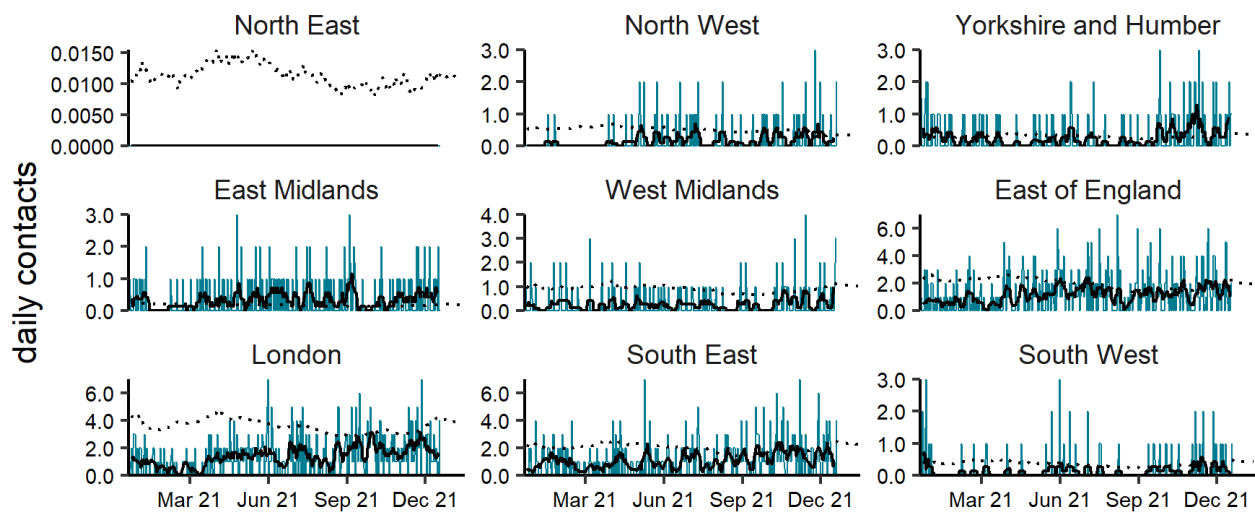 North East
North West
Yorkshire and Humber
0.0150
0.0100
0.0050
0.0000
3.0
2.0
1.0
0.0
3.0
2.0
1.0
0.0
East Midlands
West Midlands
East of England
3.0
2.0
1.0
0.0
4.0
3.0
2.0
1.0
0.0
6.0
4.0
2.0
0.0
daily contacts
London
South East
South West
6.0
4.0
2.0
0.0
6.0
4.0
2.0
0.0
3.0
2.0
1.0
0.0
Mar 21 Jun 21 Sep 21 Dec 21
Mar 21 Jun 21 Sep 21 Dec 21
Mar 21 Jun 21 Sep 21 Dec 21